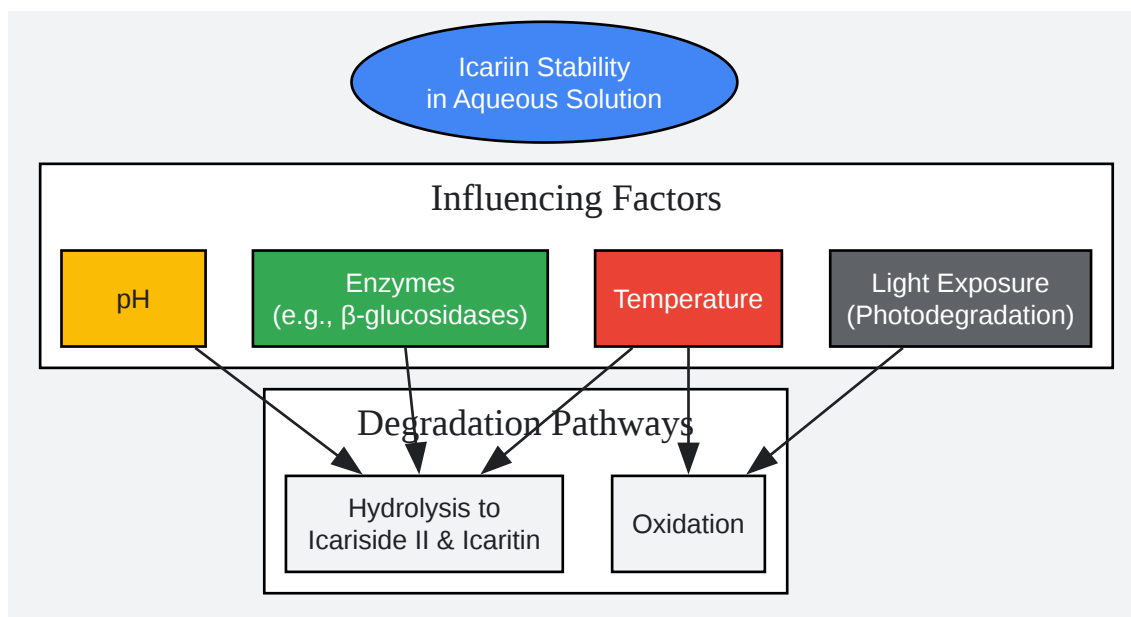 Icariin Stability
in Aqueous Solution
Influencing Factors
pH
Enzymes
(e.g., β-glucosidases)
Temperature
Light Exposure
(Photodegradation)
Degradation Pathways
Hydrolysis to
Icariside II & Icaritin
Oxidation